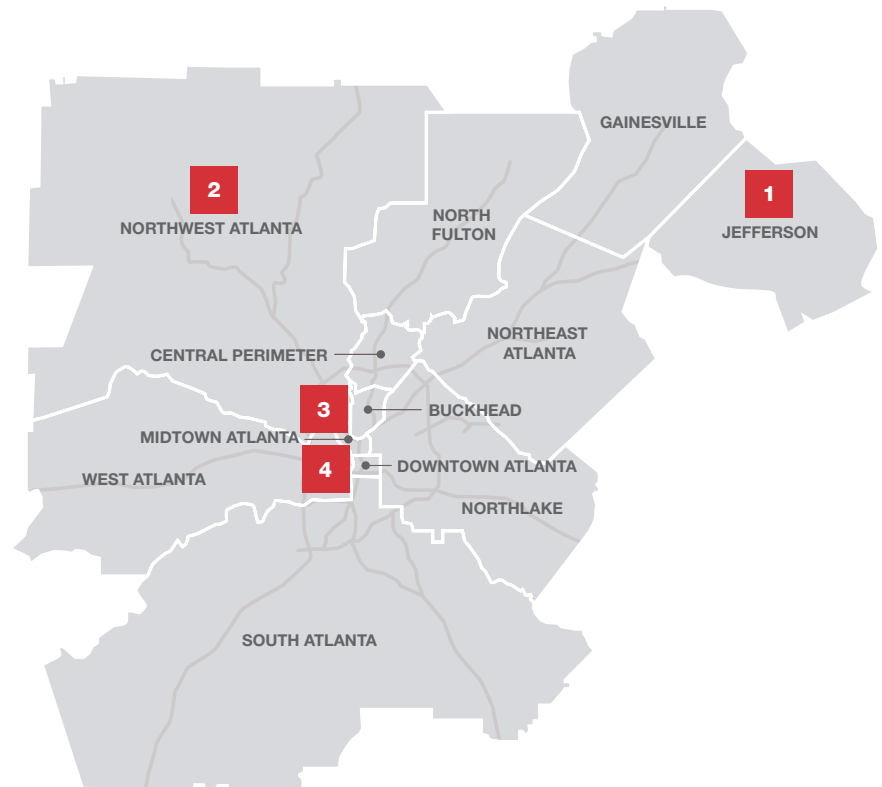 GAINESVILLE
1
JEFFERSON
2
NORTHWEST ATLANTA
NORTH
FULTON
NORTHEAST
ATLANTA
CENTRAL PERIMETER
3
BUCKHEAD
MIDTOWN ATLANTA
4
DOWNTOWN ATLANTA
WEST ATLANTA
NORTHLAKE
SOUTH ATLANTA